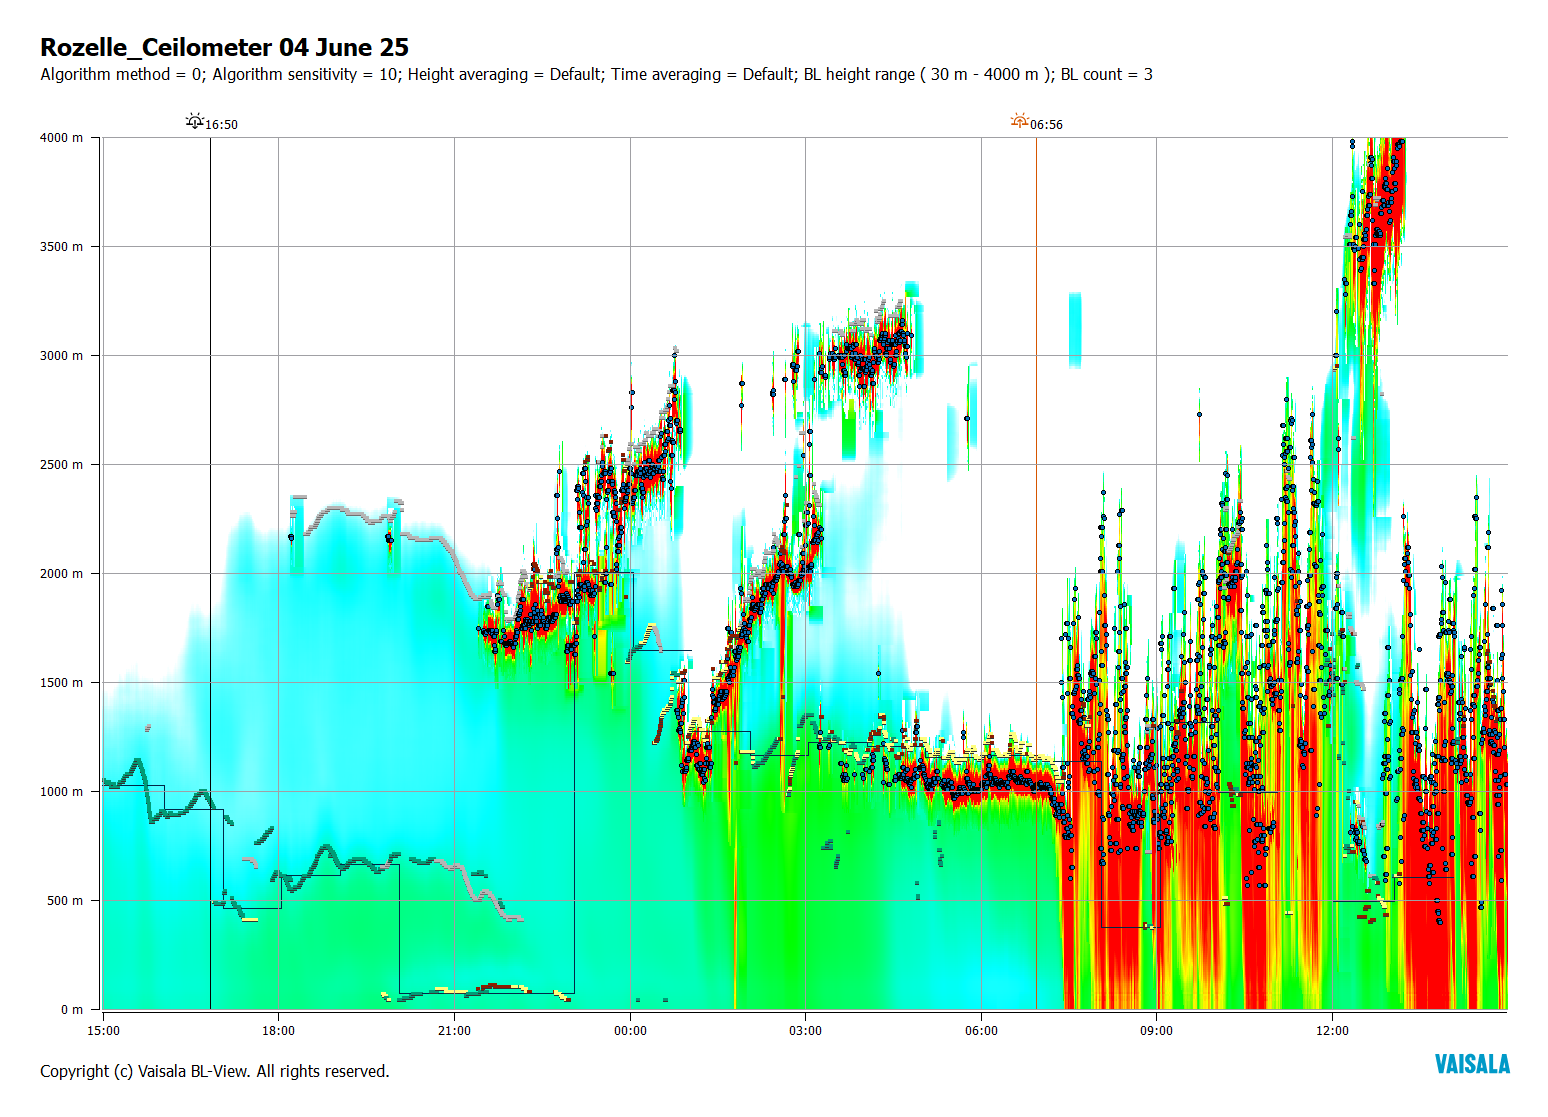 Rozelle_Ceilometer 04 June 25
Algorithm method = 0; Algorithm sensitivity = 10; Height averaging = Default; Time averaging = Default; BL height range ( 30 m - 4000 m ); BL count = 3
16:50
06:56
4000 m
3500 m
3000 m
2500 m
2000 m
1500 m
1000 m
500 m
0 m
15:00 18:00 21:00 00:00 03:00 06:00 09:00 12:00
Copyright (c) Vaisala BL-View. All rights reserved.
VAISALA